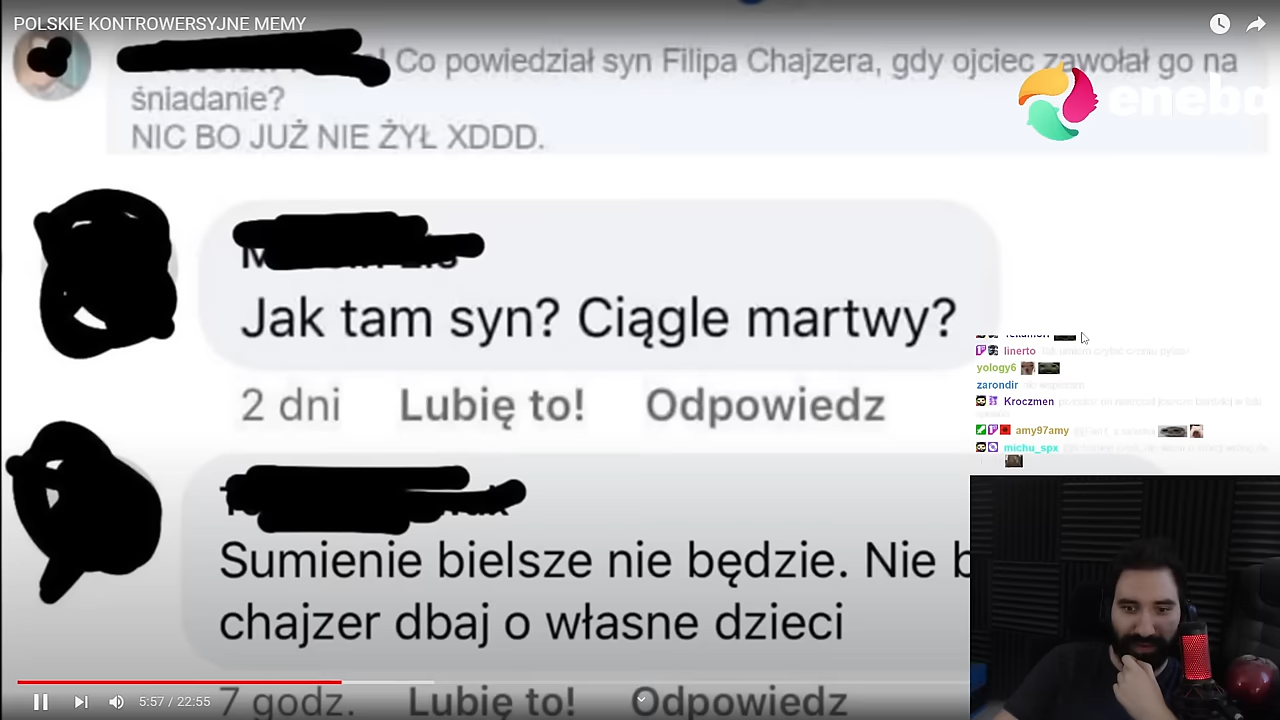 POLSKIE KONTROWERSYJNE MEMY
Co powiedział syn Filipa Chajzera, gdy ojciec zawołał go na
śniadanie?
NIC BO JUŻ NIE ŻYŁ XDDD.
eneba
Jak tam syn? Ciągle martwy?
2 dni Lubię to! Odpowiedz
linerto
yology6
zarondir
Kroczmen
amy97amy
michu_spx
Sumienie bielsze nie będzie. Nie b
chajzer dbaj o własne dzieci
5:57 / 22:55
7 godz. Lubię to! Odpowiedz